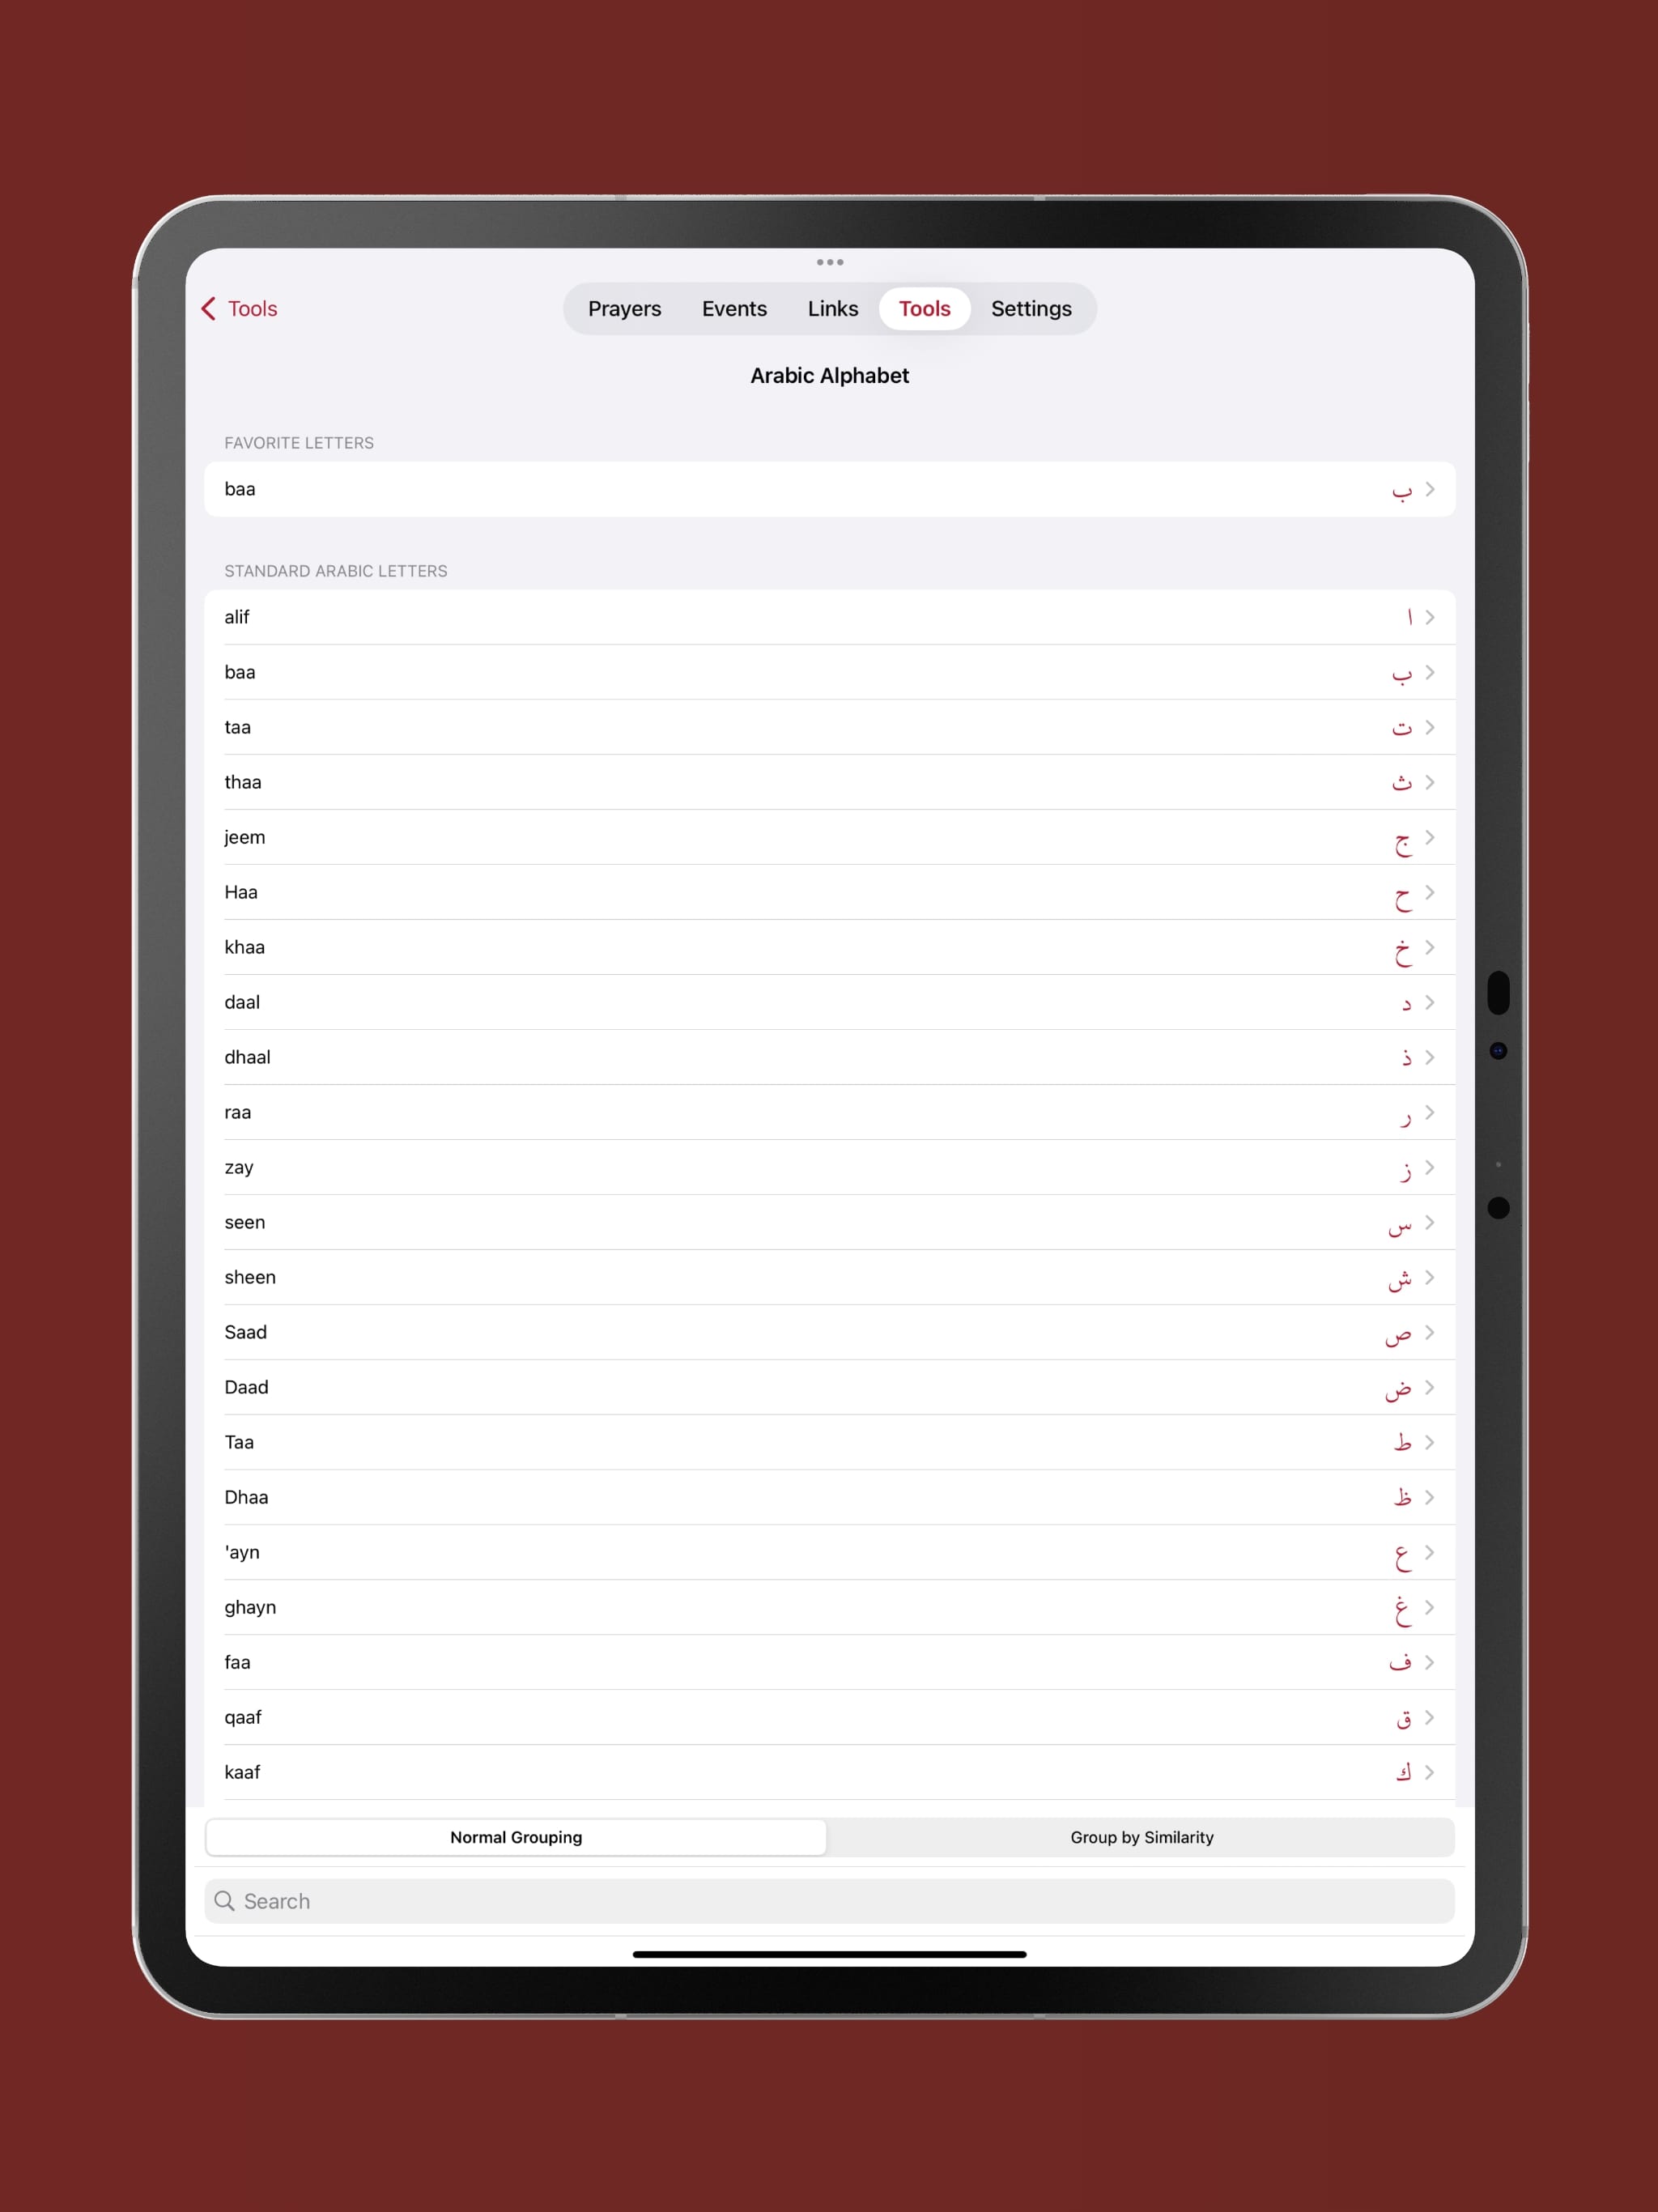 Tools
Prayers Events Links Tools Settings
Arabic Alphabet
FAVORITE LETTERS
baa ب
STANDARD ARABIC LETTERS
alif ا
baa ب
taa ت
thaa ث
jeem ج
Haa ح
khaa خ
daal د
dhaal ذ
raa ر
zay ز
seen س
sheen ش
Saad ص
Daad ض
Taa ط
Dhaa ظ
'ayn ع
ghayn غ
faa ف
qaaf ق
kaaf ك
Normal Grouping Group by Similarity
Search